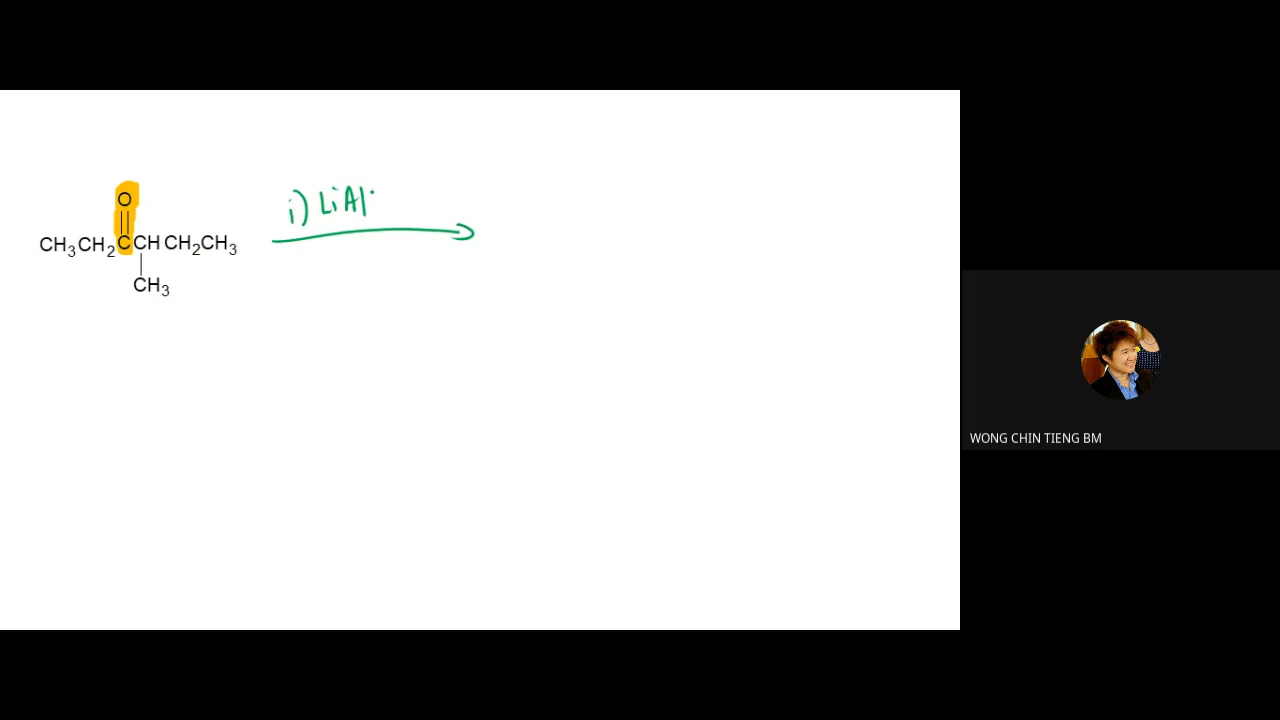 O
CH3CH2CCHCH2CH3
CH3
i) LiAl
WONG CHIN TIENG BM